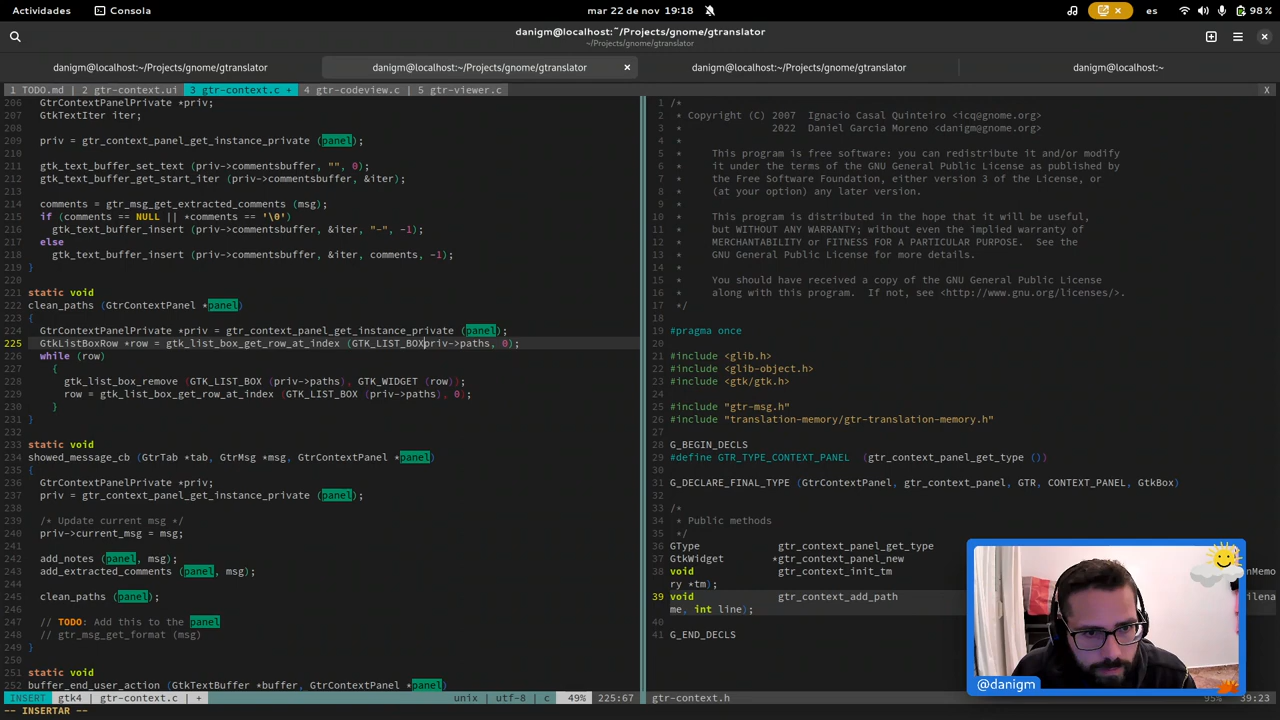 Actividades
Consola
mar 22 de nov 19:18
es
98 %
danigm@localhost:~/Projects/gnome/gtranslator
~/Projects/gnome/gtranslator
danigm@localhost:~/Projects/gnome/gtranslator
danigm@localhost:~/Projects/gnome/gtranslator
danigm@localhost:~/Projects/gnome/gtranslator
danigm@localhost:~
1 TODO.md | 2 gtr-context.ui 3 gtr-context.c + 4 gtr-codeview.c | 5 gtr-viewer.c X
206   GtrContextPanelPrivate *priv;
207   GtkTextIter iter;
208
209   priv = gtr_context_panel_get_instance_private (panel);
210
211   gtk_text_buffer_set_text (priv->commentsbuffer, "", 0);
212   gtk_text_buffer_get_start_iter (priv->commentsbuffer, &iter);
213
214   comments = gtr_msg_get_extracted_comments (msg);
215   if (comments == NULL || *comments == '\0')
216     gtk_text_buffer_insert (priv->commentsbuffer, &iter, "-", -1);
217   else
218     gtk_text_buffer_insert (priv->commentsbuffer, &iter, comments, -1);
219 }
220
221 static void
222 clean_paths (GtrContextPanel *panel)
223 {
224   GtrContextPanelPrivate *priv = gtr_context_panel_get_instance_private (panel);
225   GtkListBoxRow *row = gtk_list_box_get_row_at_index (GTK_LIST_BOXpriv->paths, 0);
226   while (row)
227     {
228       gtk_list_box_remove (GTK_LIST_BOX (priv->paths), GTK_WIDGET (row));
229       row = gtk_list_box_get_row_at_index (GTK_LIST_BOX (priv->paths), 0);
230     }
231 }
232
233 static void
234 showed_message_cb (GtrTab *tab, GtrMsg *msg, GtrContextPanel *panel)
235 {
236   GtrContextPanelPrivate *priv;
237   priv = gtr_context_panel_get_instance_private (panel);
238
239   /* Update current msg */
240   priv->current_msg = msg;
241
242   add_notes (panel, msg);
243   add_extracted_comments (panel, msg);
244
245   clean_paths (panel);
246
247   // TODO: Add this to the panel
248   // gtr_msg_get_format (msg)
249 }
250
251 static void
252 buffer_end_user_action (GtkTextBuffer *buffer, GtrContextPanel *panel)
INSERT gtk4 | gtr-context.c | + unix | utf-8 | c 49% 225:67
-- INSERTAR --
1 /*
2  * Copyright (C) 2007  Ignacio Casal Quinteiro <icq@gnome.org>
3  *               2022  Daniel Garcia Moreno <danigm@gnome.org>
4  *
5  *     This program is free software: you can redistribute it and/or modify
6  *     it under the terms of the GNU General Public License as published by
7  *     the Free Software Foundation, either version 3 of the License, or
8  *     (at your option) any later version.
9  *
10  *     This program is distributed in the hope that it will be useful,
11  *     but WITHOUT ANY WARRANTY; without even the implied warranty of
12  *     MERCHANTABILITY or FITNESS FOR A PARTICULAR PURPOSE.  See the
13  *     GNU General Public License for more details.
14  *
15  *     You should have received a copy of the GNU General Public License
16  *     along with this program.  If not, see <http://www.gnu.org/licenses/>.
17  */
18
19 #pragma once
20
21 #include <glib.h>
22 #include <glib-object.h>
23 #include <gtk/gtk.h>
24
25 #include "gtr-msg.h"
26 #include "translation-memory/gtr-translation-memory.h"
27
28 G_BEGIN_DECLS
29 #define GTR_TYPE_CONTEXT_PANEL  (gtr_context_panel_get_type ())
30
31 G_DECLARE_FINAL_TYPE (GtrContextPanel, gtr_context_panel, GTR, CONTEXT_PANEL, GtkBox)
32
33 /*
34  * Public methods
35  */
36 GType             gtr_context_panel_get_type
37 GtkWidget        *gtr_context_panel_new
38 void              gtr_context_init_tm
ry *tm);
39 void              gtr_context_add_path
me, int line);
40
41 G_END_DECLS
gtr-context.h 95% 39:23
@danigm